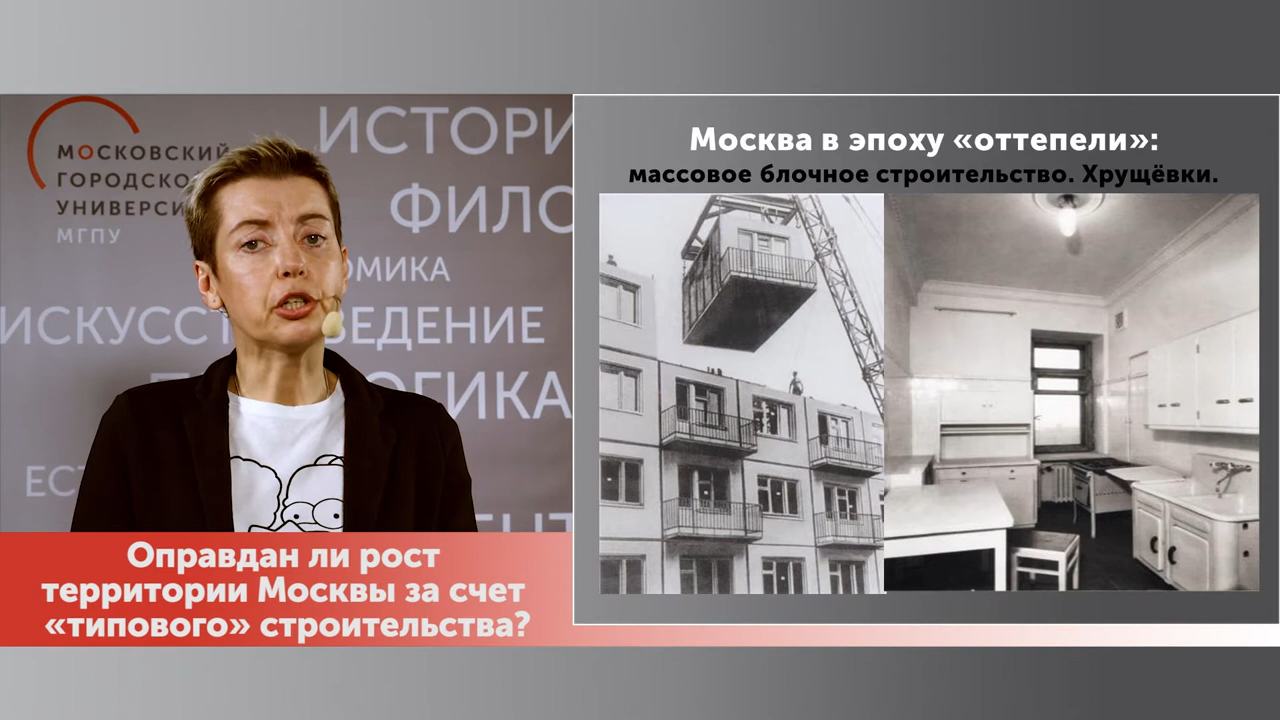 МОСКОВСКИЙ
ГОРОДСКО
УНИВЕРСИ
МГПУ
ИСТОРИ
ФИЛО
ОМИКА
ИСКУССТ ВЕДЕНИЕ
ОГИКА
ЕСТ
ЕНТ
Оправдан ли рост
территории Москвы за счет
«типового» строительства?
Москва в эпоху «оттепели»:
массовое блочное строительство. Хрущёвки.